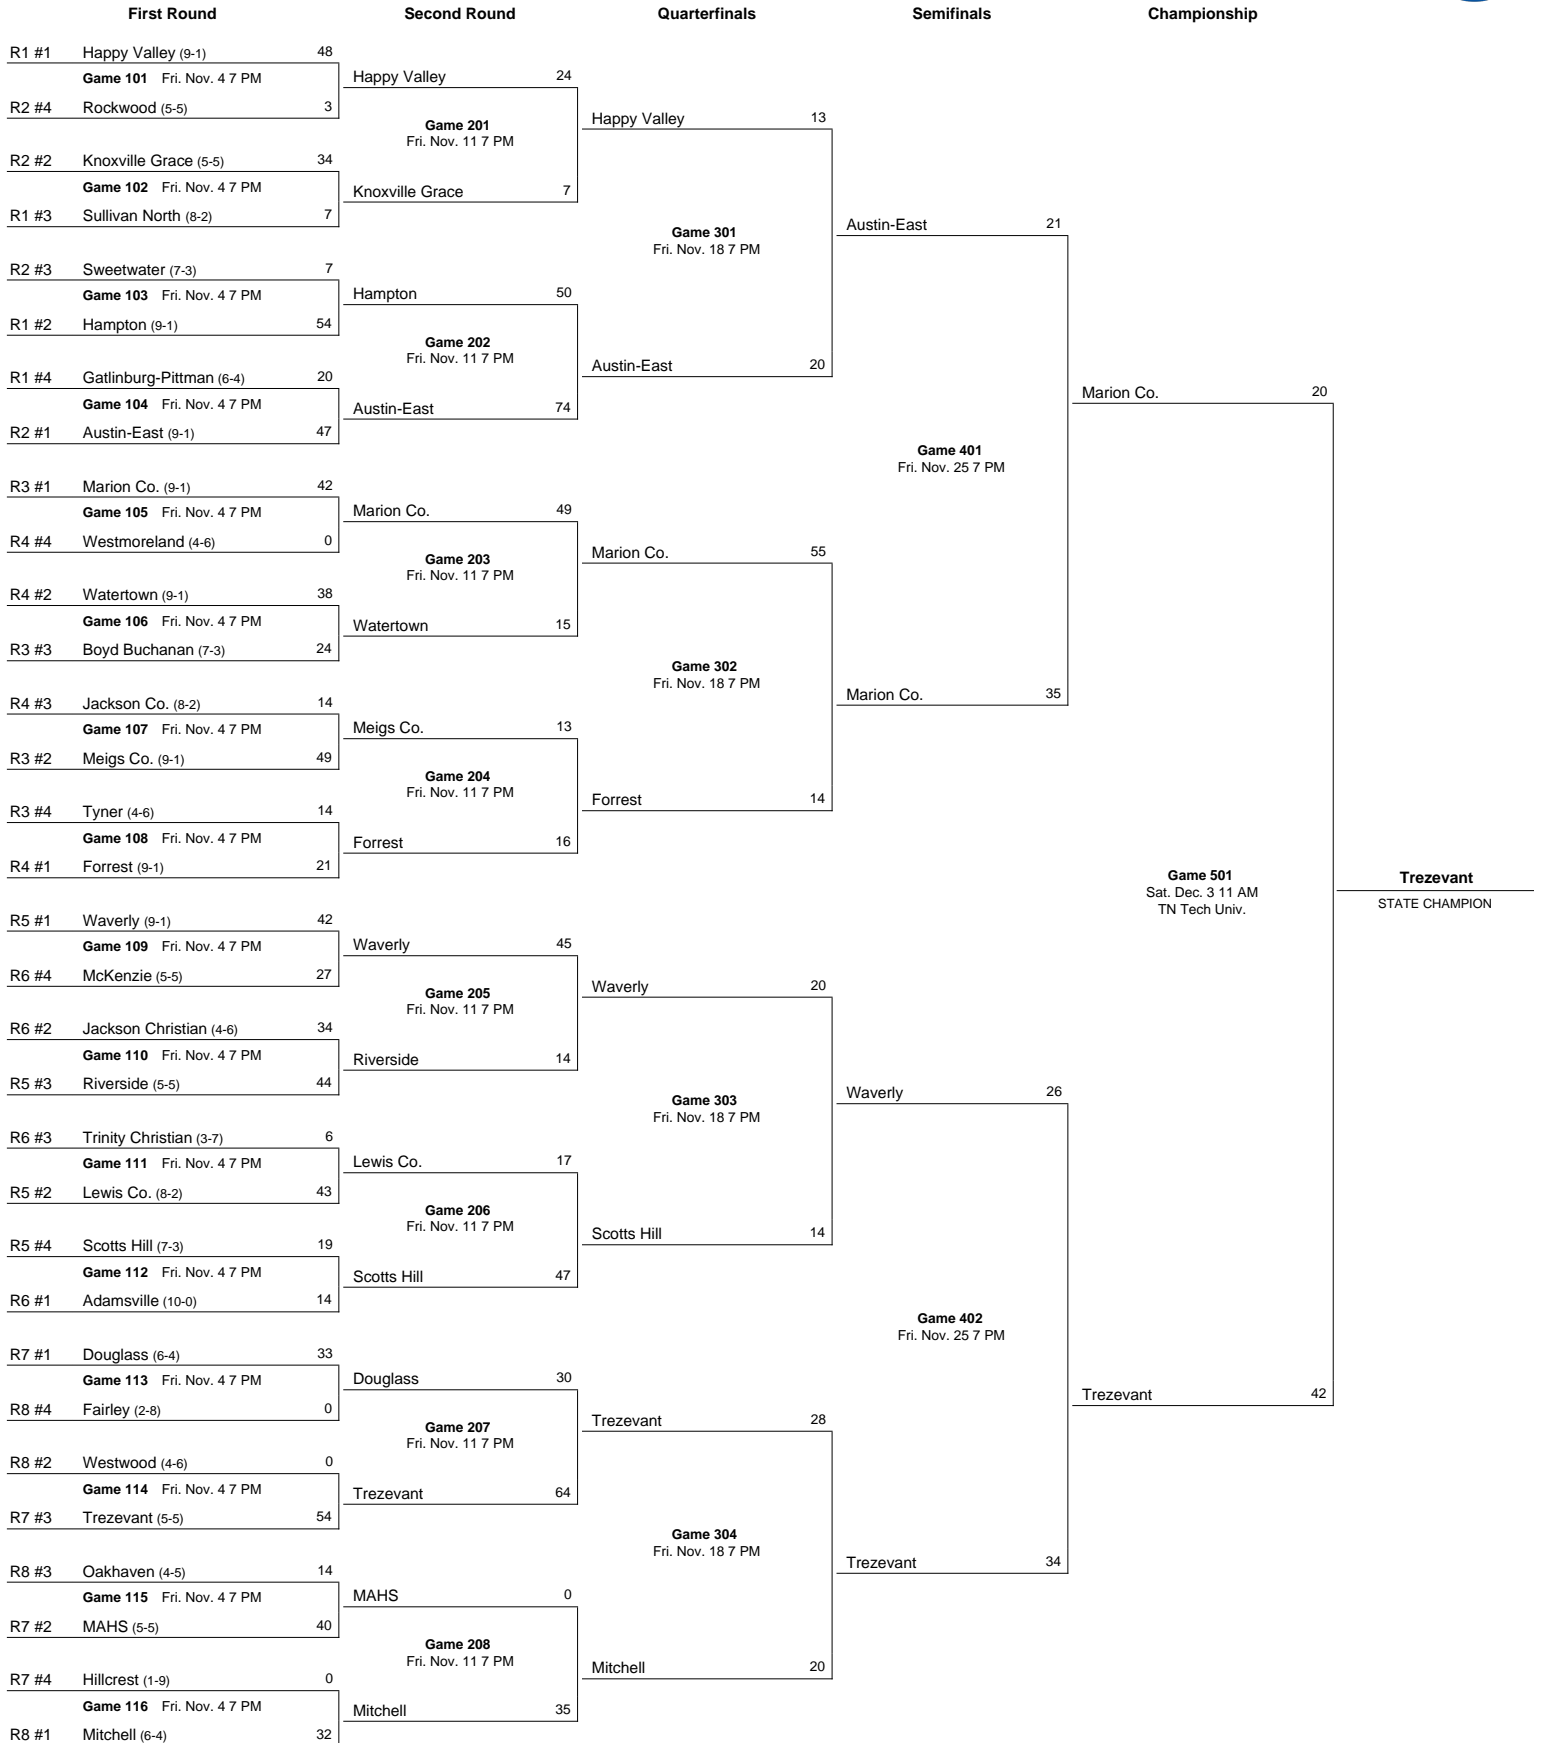 First Round Second Round Quarterfinals Semifinals Championship
R1 #1 Happy Valley (9-1) 48
Game 101 Fri. Nov. 4 7 PM
R2 #4 Rockwood (5-5) 3
R2 #2 Knoxville Grace (5-5) 34
Game 102 Fri. Nov. 4 7 PM
R1 #3 Sullivan North (8-2) 7
R2 #3 Sweetwater (7-3) 7
Game 103 Fri. Nov. 4 7 PM
R1 #2 Hampton (9-1) 54
R1 #4 Gatlinburg-Pittman (6-4) 20
Game 104 Fri. Nov. 4 7 PM
R2 #1 Austin-East (9-1) 47
R3 #1 Marion Co. (9-1) 42
Game 105 Fri. Nov. 4 7 PM
R4 #4 Westmoreland (4-6) 0
R4 #2 Watertown (9-1) 38
Game 106 Fri. Nov. 4 7 PM
R3 #3 Boyd Buchanan (7-3) 24
R4 #3 Jackson Co. (8-2) 14
Game 107 Fri. Nov. 4 7 PM
R3 #2 Meigs Co. (9-1) 49
R3 #4 Tyner (4-6) 14
Game 108 Fri. Nov. 4 7 PM
R4 #1 Forrest (9-1) 21
R5 #1 Waverly (9-1) 42
Game 109 Fri. Nov. 4 7 PM
R6 #4 McKenzie (5-5) 27
R6 #2 Jackson Christian (4-6) 34
Game 110 Fri. Nov. 4 7 PM
R5 #3 Riverside (5-5) 44
R6 #3 Trinity Christian (3-7) 6
Game 111 Fri. Nov. 4 7 PM
R5 #2 Lewis Co. (8-2) 43
R5 #4 Scotts Hill (7-3) 19
Game 112 Fri. Nov. 4 7 PM
R6 #1 Adamsville (10-0) 14
R7 #1 Douglass (6-4) 33
Game 113 Fri. Nov. 4 7 PM
R8 #4 Fairley (2-8) 0
R8 #2 Westwood (4-6) 0
Game 114 Fri. Nov. 4 7 PM
R7 #3 Trezevant (5-5) 54
R8 #3 Oakhaven (4-5) 14
Game 115 Fri. Nov. 4 7 PM
R7 #2 MAHS (5-5) 40
R7 #4 Hillcrest (1-9) 0
Game 116 Fri. Nov. 4 7 PM
R8 #1 Mitchell (6-4) 32
Happy Valley 24
Game 201
Fri. Nov. 11 7 PM
Knoxville Grace 7
Hampton 50
Game 202
Fri. Nov. 11 7 PM
Austin-East 74
Marion Co. 49
Game 203
Fri. Nov. 11 7 PM
Watertown 15
Meigs Co. 13
Game 204
Fri. Nov. 11 7 PM
Forrest 16
Waverly 45
Game 205
Fri. Nov. 11 7 PM
Riverside 14
Lewis Co. 17
Game 206
Fri. Nov. 11 7 PM
Scotts Hill 47
Douglass 30
Game 207
Fri. Nov. 11 7 PM
Trezevant 64
MAHS 0
Game 208
Fri. Nov. 11 7 PM
Mitchell 35
Happy Valley 13
Game 301
Fri. Nov. 18 7 PM
Austin-East 20
Marion Co. 55
Game 302
Fri. Nov. 18 7 PM
Forrest 14
Waverly 20
Game 303
Fri. Nov. 18 7 PM
Scotts Hill 14
Trezevant 28
Game 304
Fri. Nov. 18 7 PM
Mitchell 20
Austin-East 21
Game 401
Fri. Nov. 25 7 PM
Marion Co. 35
Waverly 26
Game 402
Fri. Nov. 25 7 PM
Trezevant 34
Marion Co. 20
Game 501
Sat. Dec. 3 11 AM
TN Tech Univ.
Trezevant 42
Trezevant
STATE CHAMPION